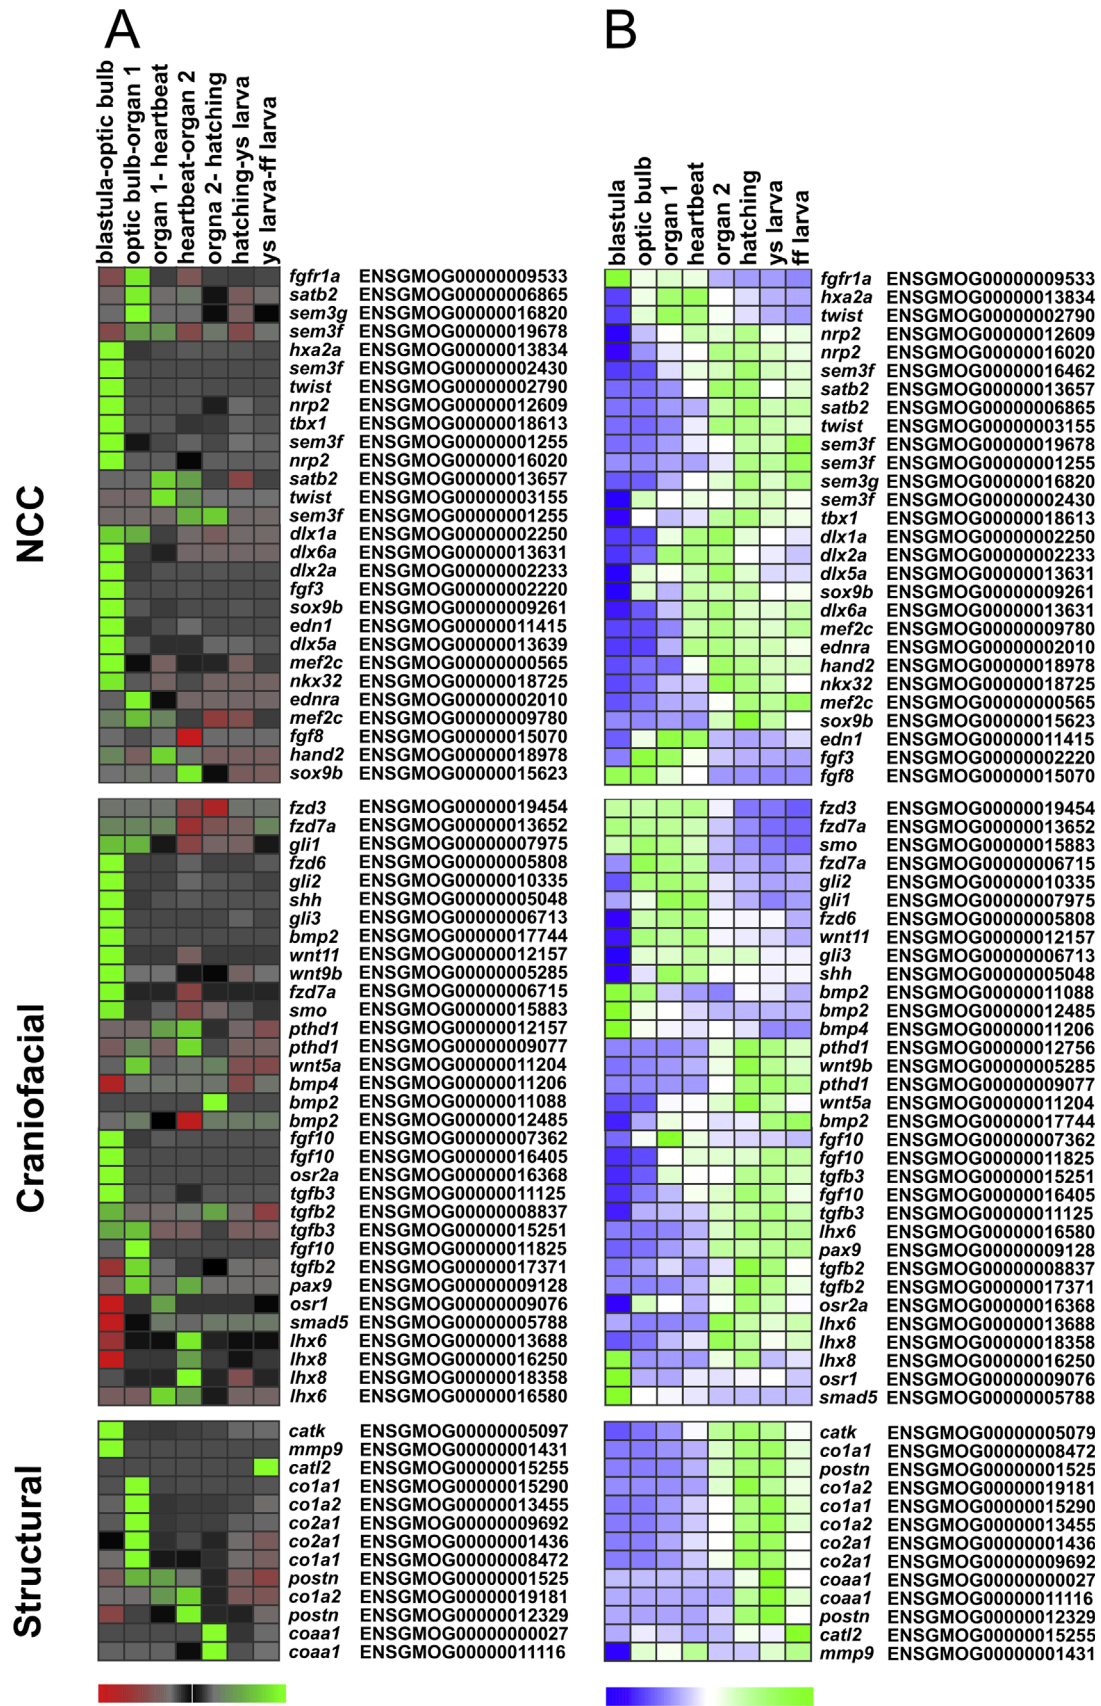 A
blastula-optic bulb
optic bulb-organ 1
organ 1- heartbeat
heartbeat-organ 2
orgna 2- hatching
hatching-ys larva
ys larva-ff larva
NCC
fgfr1a ENSGMOG00000009533
satb2 ENSGMOG00000006865
sem3g ENSGMOG00000016820
sem3f ENSGMOG00000019678
hxa2a ENSGMOG00000013834
sem3f ENSGMOG00000002430
twist ENSGMOG00000002790
nrp2 ENSGMOG00000012609
tbx1 ENSGMOG00000018613
sem3f ENSGMOG00000001255
nrp2 ENSGMOG00000016020
satb2 ENSGMOG00000013657
twist ENSGMOG00000003155
sem3f ENSGMOG00000001255
dlx1a ENSGMOG00000002250
dlx6a ENSGMOG00000013631
dlx2a ENSGMOG00000002233
fgf3 ENSGMOG00000002220
sox9b ENSGMOG00000009261
edn1 ENSGMOG00000011415
dlx5a ENSGMOG00000013639
mef2c ENSGMOG00000000565
nkx32 ENSGMOG00000018725
ednra ENSGMOG00000002010
mef2c ENSGMOG00000009780
fgf8 ENSGMOG00000015070
hand2 ENSGMOG00000018978
sox9b ENSGMOG00000015623
Craniofacial
fzd3 ENSGMOG00000019454
fzd7a ENSGMOG00000013652
gli1 ENSGMOG00000007975
fzd6 ENSGMOG00000005808
gli2 ENSGMOG00000010335
shh ENSGMOG00000005048
gli3 ENSGMOG00000006713
bmp2 ENSGMOG00000017744
wnt11 ENSGMOG00000012157
wnt9b ENSGMOG00000005285
fzd7a ENSGMOG00000006715
smo ENSGMOG00000015883
pthd1 ENSGMOG00000012157
pthd1 ENSGMOG00000009077
wnt5a ENSGMOG00000011204
bmp4 ENSGMOG00000011206
bmp2 ENSGMOG00000011088
bmp2 ENSGMOG00000012485
fgf10 ENSGMOG00000007362
fgf10 ENSGMOG00000016405
osr2a ENSGMOG00000016368
tgfb3 ENSGMOG00000011125
tgfb2 ENSGMOG00000008837
tgfb3 ENSGMOG00000015251
fgf10 ENSGMOG00000011825
tgfb2 ENSGMOG00000017371
pax9 ENSGMOG00000009128
osr1 ENSGMOG00000009076
smad5 ENSGMOG00000005788
lhx6 ENSGMOG00000013688
lhx8 ENSGMOG00000016250
lhx8 ENSGMOG00000018358
lhx6 ENSGMOG00000016580
Structural
catk ENSGMOG00000005097
mmp9 ENSGMOG00000001431
catl2 ENSGMOG00000015255
co1a1 ENSGMOG00000015290
co1a2 ENSGMOG00000013455
co2a1 ENSGMOG00000009692
co2a1 ENSGMOG00000001436
co1a1 ENSGMOG00000008472
postn ENSGMOG00000001525
co1a2 ENSGMOG00000019181
postn ENSGMOG00000012329
coaa1 ENSGMOG00000000027
coaa1 ENSGMOG00000011116
B
blastula
optic bulb
organ 1
heartbeat
organ 2
hatching
ys larva
ff larva
fgfr1a ENSGMOG00000009533
hxa2a ENSGMOG00000013834
twist ENSGMOG00000002790
nrp2 ENSGMOG00000012609
nrp2 ENSGMOG00000016020
sem3f ENSGMOG00000016462
satb2 ENSGMOG00000013657
satb2 ENSGMOG00000006865
twist ENSGMOG00000003155
sem3f ENSGMOG00000019678
sem3f ENSGMOG00000001255
sem3g ENSGMOG00000016820
sem3f ENSGMOG00000002430
tbx1 ENSGMOG00000018613
dlx1a ENSGMOG00000002250
dlx2a ENSGMOG00000002233
dlx5a ENSGMOG00000013631
sox9b ENSGMOG00000009261
dlx6a ENSGMOG00000013631
mef2c ENSGMOG00000009780
ednra ENSGMOG00000002010
hand2 ENSGMOG00000018978
nkx32 ENSGMOG00000018725
mef2c ENSGMOG00000000565
sox9b ENSGMOG00000015623
edn1 ENSGMOG00000011415
fgf3 ENSGMOG00000002220
fgf8 ENSGMOG00000015070
fzd3 ENSGMOG00000019454
fzd7a ENSGMOG00000013652
smo ENSGMOG00000015883
fzd7a ENSGMOG00000006715
gli2 ENSGMOG00000010335
gli1 ENSGMOG00000007975
fzd6 ENSGMOG00000005808
wnt11 ENSGMOG00000012157
gli3 ENSGMOG00000006713
shh ENSGMOG00000005048
bmp2 ENSGMOG00000011088
bmp2 ENSGMOG00000012485
bmp4 ENSGMOG00000011206
pthd1 ENSGMOG00000012756
wnt9b ENSGMOG00000005285
pthd1 ENSGMOG00000009077
wnt5a ENSGMOG00000011204
bmp2 ENSGMOG00000017744
fgf10 ENSGMOG00000007362
fgf10 ENSGMOG00000011825
tgfb3 ENSGMOG00000015251
fgf10 ENSGMOG00000016405
tgfb3 ENSGMOG00000011125
lhx6 ENSGMOG00000016580
pax9 ENSGMOG00000009128
tgfb2 ENSGMOG00000008837
tgfb2 ENSGMOG00000017371
osr2a ENSGMOG00000016368
lhx6 ENSGMOG00000013688
lhx8 ENSGMOG00000018358
lhx8 ENSGMOG00000016250
osr1 ENSGMOG00000009076
smad5 ENSGMOG00000005788
catk ENSGMOG00000005079
co1a1 ENSGMOG00000008472
postn ENSGMOG00000001525
co1a2 ENSGMOG00000019181
co1a1 ENSGMOG00000015290
co1a2 ENSGMOG00000013455
co2a1 ENSGMOG00000001436
co2a1 ENSGMOG00000009692
coaa1 ENSGMOG00000000027
coaa1 ENSGMOG00000011116
postn ENSGMOG00000012329
catl2 ENSGMOG00000015255
mmp9 ENSGMOG00000001431